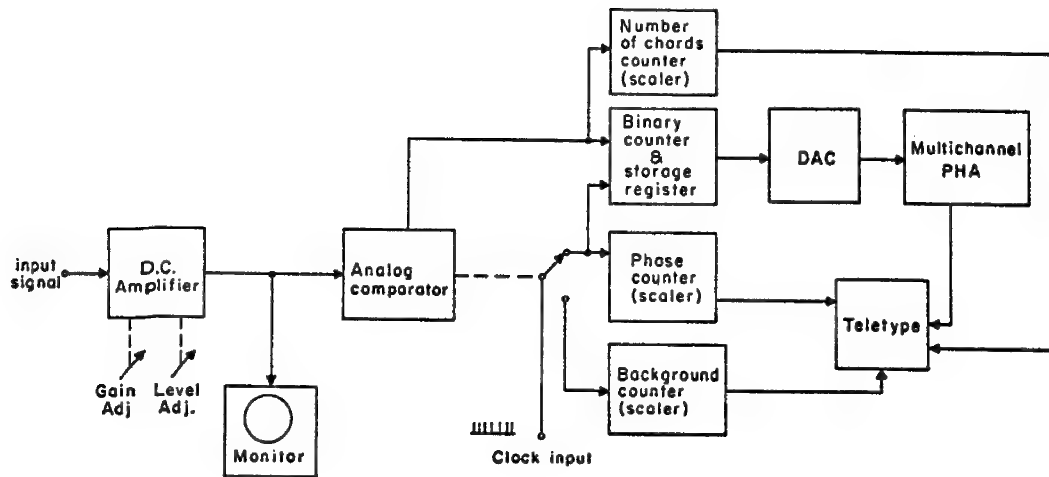 Number
of chords
counter
(scaler)
Binary
counter
&
storage
register
DAC
Multichannel
PHA
input
signal
D.C.
Amplifier
Analog
comparator
Phase
counter
(scaler)
Teletype
Gain
Adj
Level
Adj.
Monitor
Background
counter
(scaler)
Clock input